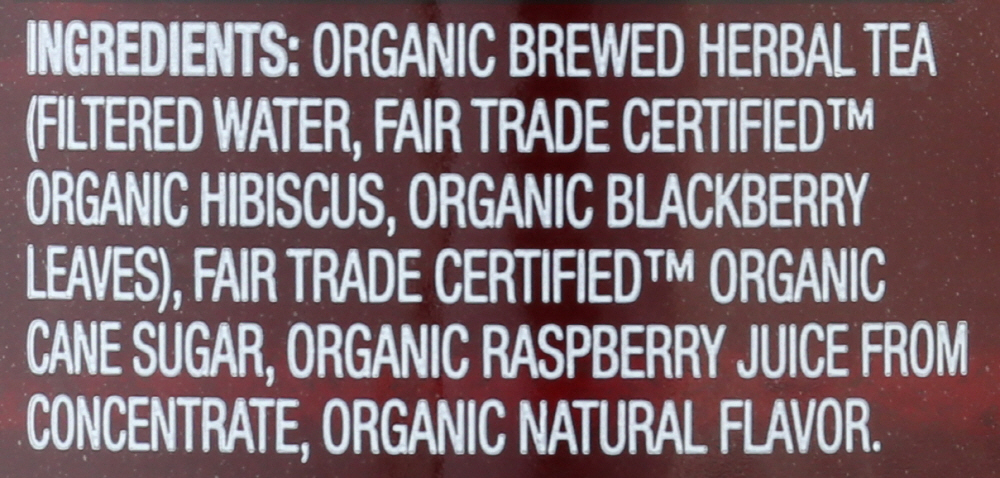 INGREDIENTS: ORGANIC BREWED HERBAL TEA
(FILTERED WATER, FAIR TRADE CERTIFIED™
ORGANIC HIBISCUS, ORGANIC BLACKBERRY
LEAVES), FAIR TRADE CERTIFIED™ ORGANIC
CANE SUGAR, ORGANIC RASPBERRY JUICE FROM
CONCENTRATE, ORGANIC NATURAL FLAVOR.